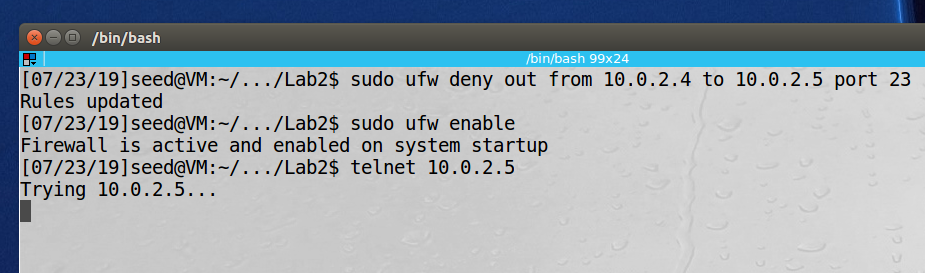 /bin/bash
/bin/bash 99x24
[07/23/19]seed@VM:~/.../Lab2$ sudo ufw deny out from 10.0.2.4 to 10.0.2.5 port 23
Rules updated
[07/23/19]seed@VM:~/.../Lab2$ sudo ufw enable
Firewall is active and enabled on system startup
[07/23/19]seed@VM:~/.../Lab2$ telnet 10.0.2.5
Trying 10.0.2.5...